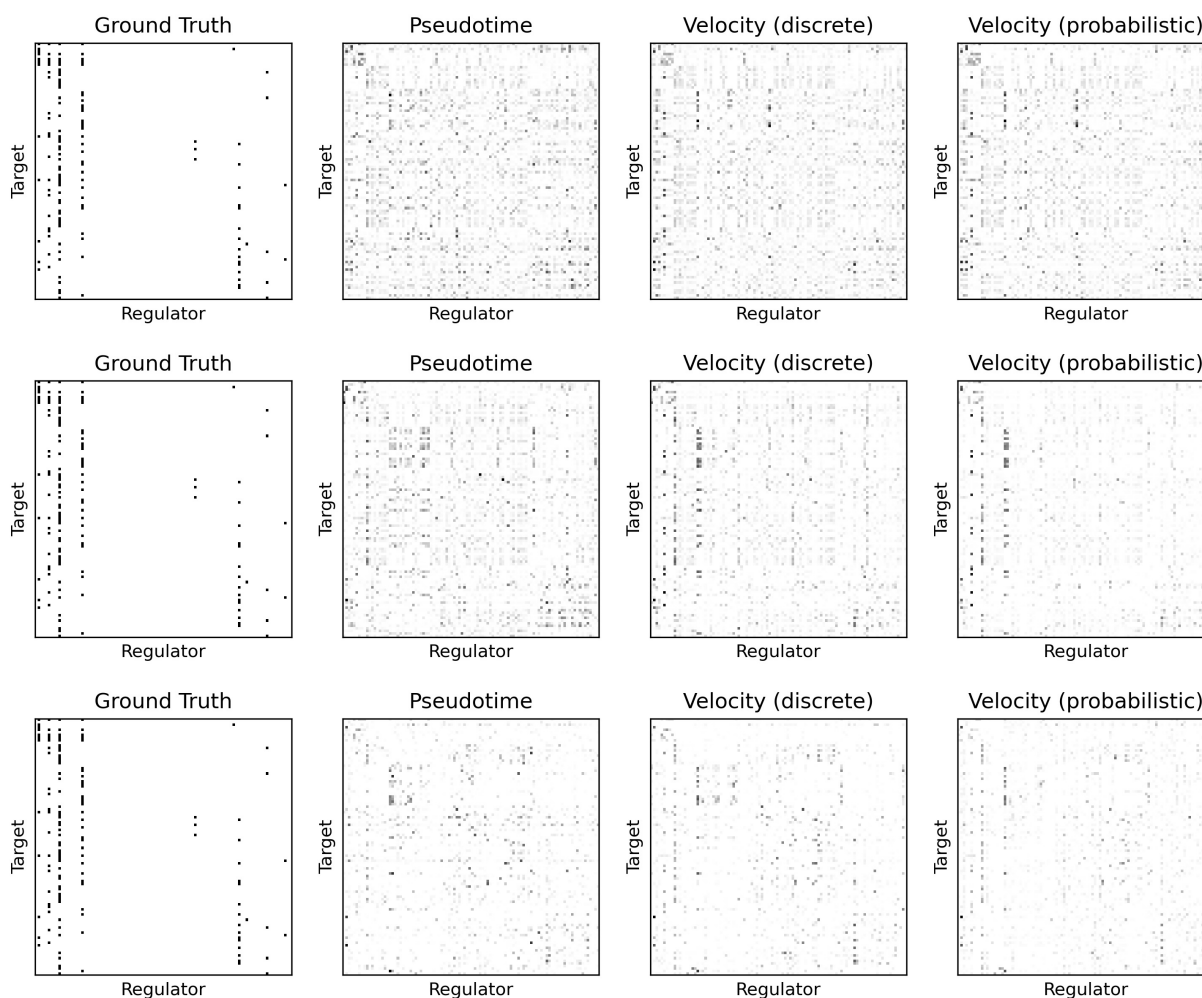 Ground Truth Pseudotime Velocity (discrete) Velocity (probabilistic)
Target Target Target Target
Regulator Regulator Regulator Regulator
Ground Truth Pseudotime Velocity (discrete) Velocity (probabilistic)
Target Target Target Target
Regulator Regulator Regulator Regulator
Ground Truth Pseudotime Velocity (discrete) Velocity (probabilistic)
Target Target Target Target
Regulator Regulator Regulator Regulator